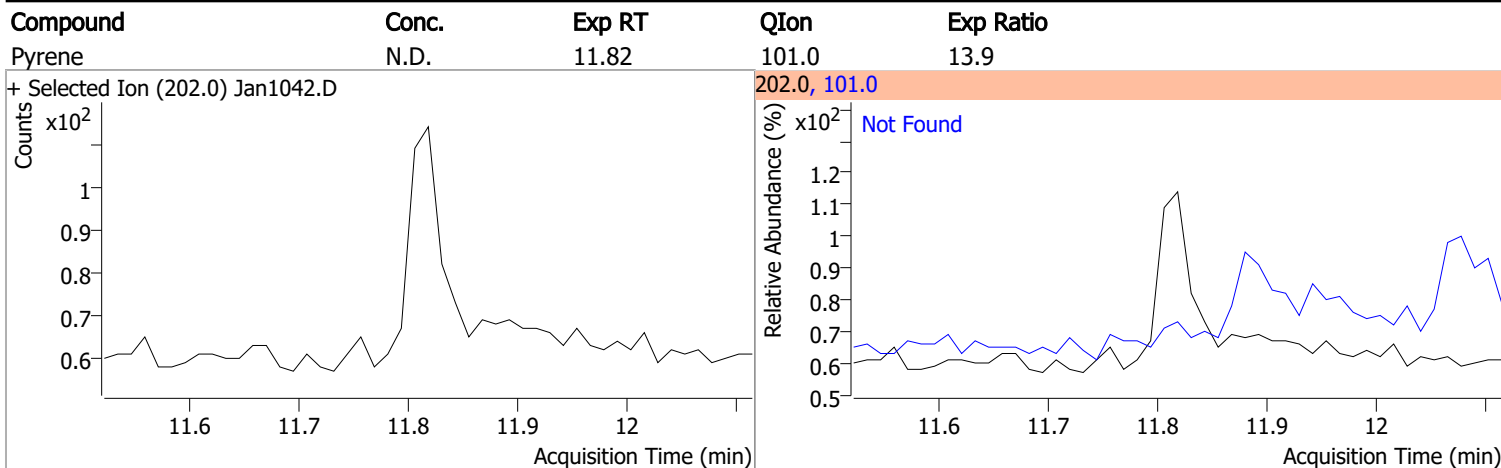 Compound Conc. Exp RT QIon Exp Ratio
Pyrene N.D. 11.82 101.0 13.9
+ Selected Ion (202.0) Jan1042.D
Counts
x10²
1
0.9
0.8
0.7
0.6
11.6 11.7 11.8 11.9 12
Acquisition Time (min)
202.0, 101.0
Relative Abundance (%)
x10²
Not Found
1.2
1.1
1
0.9
0.8
0.7
0.6
0.5
11.6 11.7 11.8 11.9 12
Acquisition Time (min)